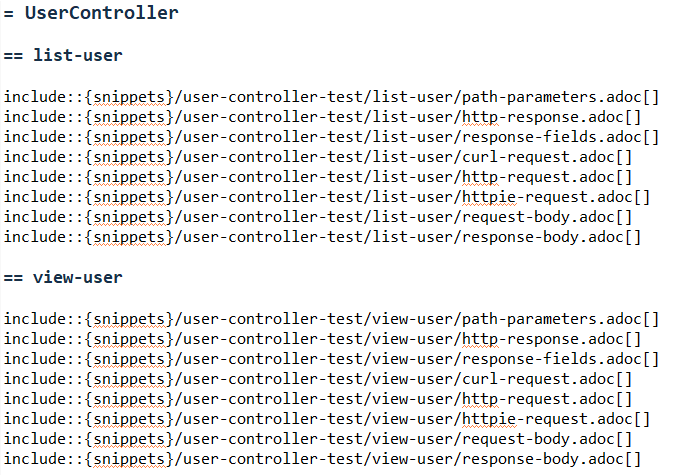 = UserController
== list-user
include::{snippets}/user-controller-test/list-user/path-parameters.adoc[]
include::{snippets}/user-controller-test/list-user/http-response.adoc[]
include::{snippets}/user-controller-test/list-user/response-fields.adoc[]
include::{snippets}/user-controller-test/list-user/curl-request.adoc[]
include::{snippets}/user-controller-test/list-user/http-request.adoc[]
include::{snippets}/user-controller-test/list-user/httpie-request.adoc[]
include::{snippets}/user-controller-test/list-user/request-body.adoc[]
include::{snippets}/user-controller-test/list-user/response-body.adoc[]
== view-user
include::{snippets}/user-controller-test/view-user/path-parameters.adoc[]
include::{snippets}/user-controller-test/view-user/http-response.adoc[]
include::{snippets}/user-controller-test/view-user/response-fields.adoc[]
include::{snippets}/user-controller-test/view-user/curl-request.adoc[]
include::{snippets}/user-controller-test/view-user/http-request.adoc[]
include::{snippets}/user-controller-test/view-user/httpie-request.adoc[]
include::{snippets}/user-controller-test/view-user/request-body.adoc[]
include::{snippets}/user-controller-test/view-user/response-body.adoc[]